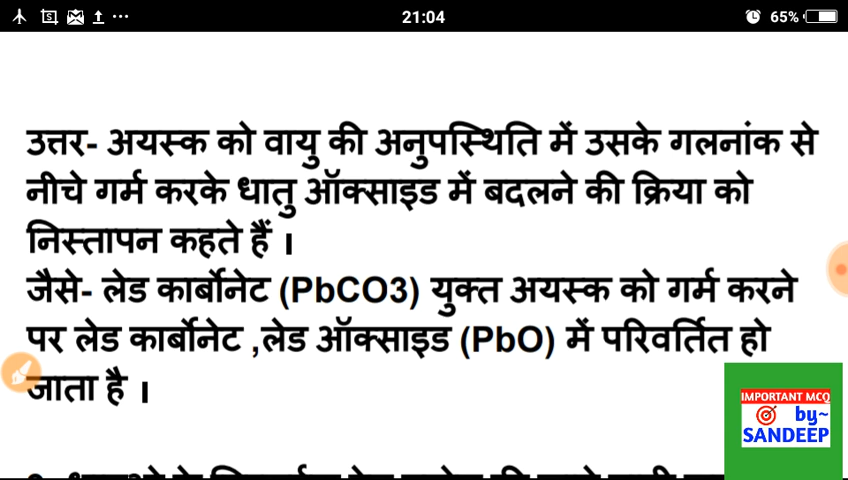 21:04
65%
उत्तर- अयस्क को वायु की अनुपस्थिति में उसके गलनांक से
नीचे गर्म करके धातु ऑक्साइड में बदलने की क्रिया को
निस्तापन कहते हैं ।
जैसे- लेड कार्बोनेट (PbCO3) युक्त अयस्क को गर्म करने
पर लेड कार्बोनेट ,लेड ऑक्साइड (PbO) में परिवर्तित हो
जाता है ।
IMPORTANT MCQ
by~
SANDEEP